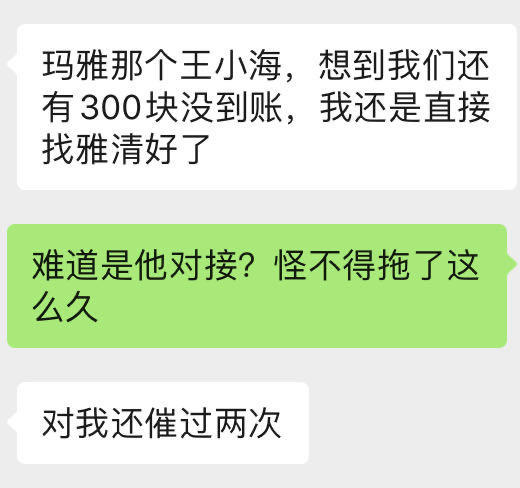 玛雅那个王小海，想到我们还
有300块没到账，我还是直接
找雅清好了
难道是他对接？怪不得拖了这
么久
对我还催过两次